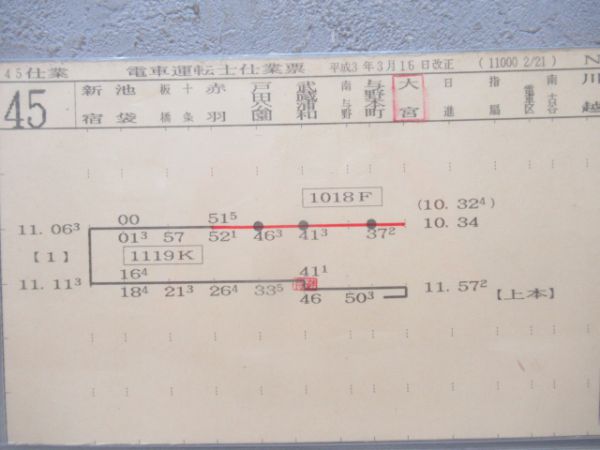 45仕業 電車運転士仕業票 平成3年3月16日改正 (11000 2/21) N
45 新宿 池袋 板橋 十条 赤羽 戸田公園 武蔵浦和 南与野 与野本町 大宮 日進 指扇 電車区 南古谷 川越
1018F (10.32⁴)
00 51⁵
11.06³ 10.34
01³ 57 52¹ 46³ 41³ 37²
【1】 1119K
16⁴ 41¹
11.11³ 11.57²
18⁴ 21³ 26⁴ 33⁵ 46 50³ 【上本】